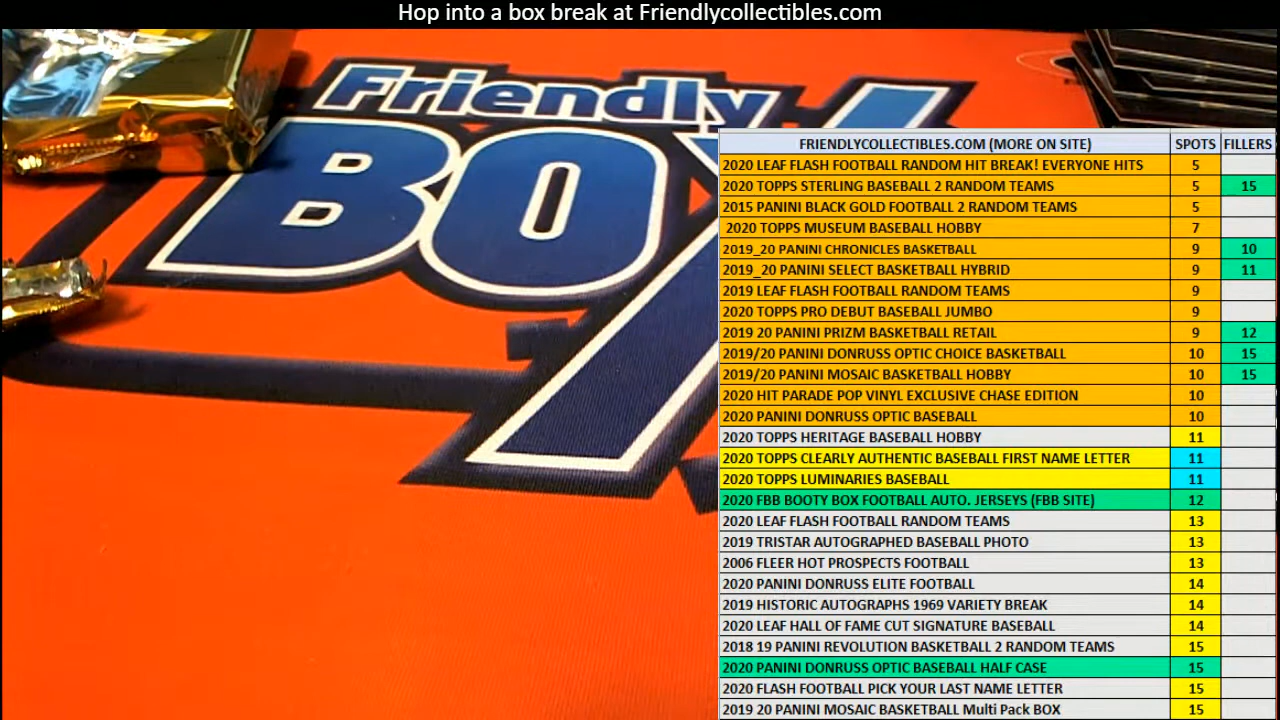 Hop into a box break at Friendlycollectibles.com
Friendly
BO
FRIENDLYCOLLECTIBLES.COM (MORE ON SITE) SPOTS FILLERS
2020 LEAF FLASH FOOTBALL RANDOM HIT BREAK! EVERYONE HITS 5
2020 TOPPS STERLING BASEBALL 2 RANDOM TEAMS 5 15
2015 PANINI BLACK GOLD FOOTBALL 2 RANDOM TEAMS 5
2020 TOPPS MUSEUM BASEBALL HOBBY 7
2019_20 PANINI CHRONICLES BASKETBALL 9 10
2019_20 PANINI SELECT BASKETBALL HYBRID 9 11
2019 LEAF FLASH FOOTBALL RANDOM TEAMS 9
2020 TOPPS PRO DEBUT BASEBALL JUMBO 9
2019 20 PANINI PRIZM BASKETBALL RETAIL 9 12
2019/20 PANINI DONRUSS OPTIC CHOICE BASKETBALL 10 15
2019/20 PANINI MOSAIC BASKETBALL HOBBY 10 15
2020 HIT PARADE POP VINYL EXCLUSIVE CHASE EDITION 10
2020 PANINI DONRUSS OPTIC BASEBALL 10
2020 TOPPS HERITAGE BASEBALL HOBBY 11
2020 TOPPS CLEARLY AUTHENTIC BASEBALL FIRST NAME LETTER 11
2020 TOPPS LUMINARIES BASEBALL 11
2020 FBB BOOTY BOX FOOTBALL AUTO. JERSEYS (FBB SITE) 12
2020 LEAF FLASH FOOTBALL RANDOM TEAMS 13
2019 TRISTAR AUTOGRAPHED BASEBALL PHOTO 13
2006 FLEER HOT PROSPECTS FOOTBALL 13
2020 PANINI DONRUSS ELITE FOOTBALL 14
2019 HISTORIC AUTOGRAPHS 1969 VARIETY BREAK 14
2020 LEAF HALL OF FAME CUT SIGNATURE BASEBALL 14
2018 19 PANINI REVOLUTION BASKETBALL 2 RANDOM TEAMS 15
2020 PANINI DONRUSS OPTIC BASEBALL HALF CASE 15
2020 FLASH FOOTBALL PICK YOUR LAST NAME LETTER 15
2019 20 PANINI MOSAIC BASKETBALL Multi Pack BOX 15